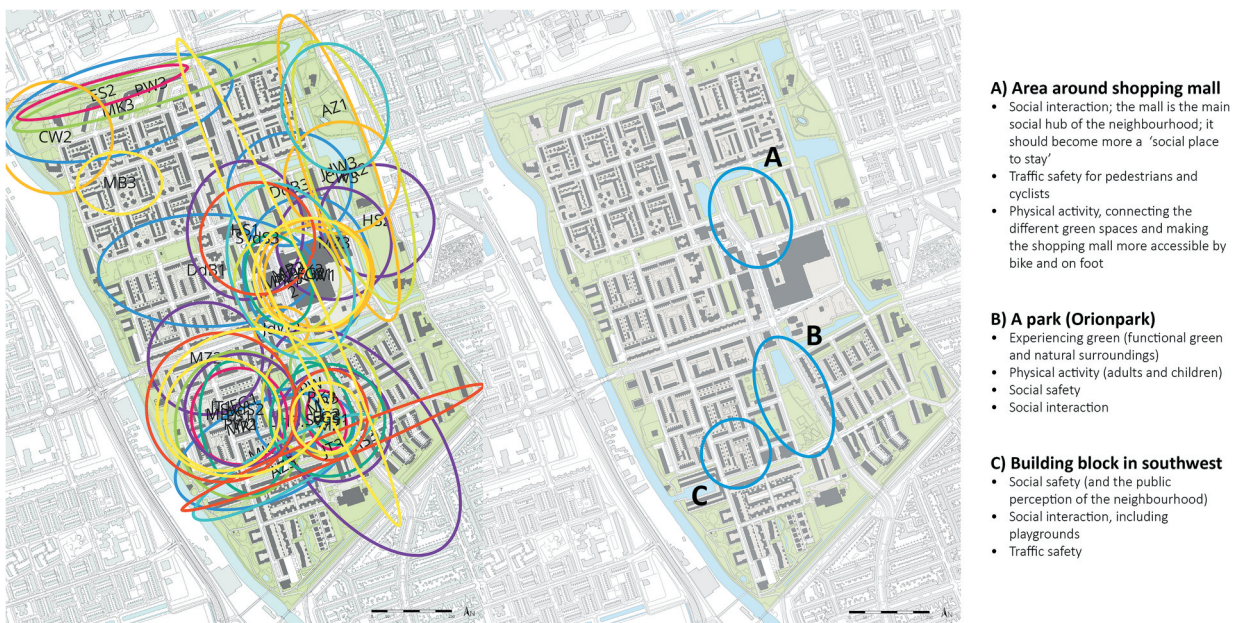 ES2
PW3
MK3
CW2
AZ1
MB3
JW3
HS2
HS1
DdB1
A
B
C
N
N
A) Area around shopping mall
• Social interaction; the mall is the main
social hub of the neighbourhood; it
should become more a ‘social place
to stay’
• Traffic safety for pedestrians and
cyclists
• Physical activity, connecting the
different green spaces and making
the shopping mall more accessible by
bike and on foot
B) A park (Orionpark)
• Experiencing green (functional green
and natural surroundings)
• Physical activity (adults and children)
• Social safety
• Social interaction
C) Building block in southwest
• Social safety (and the public
perception of the neighbourhood)
• Social interaction, including
playgrounds
• Traffic safety